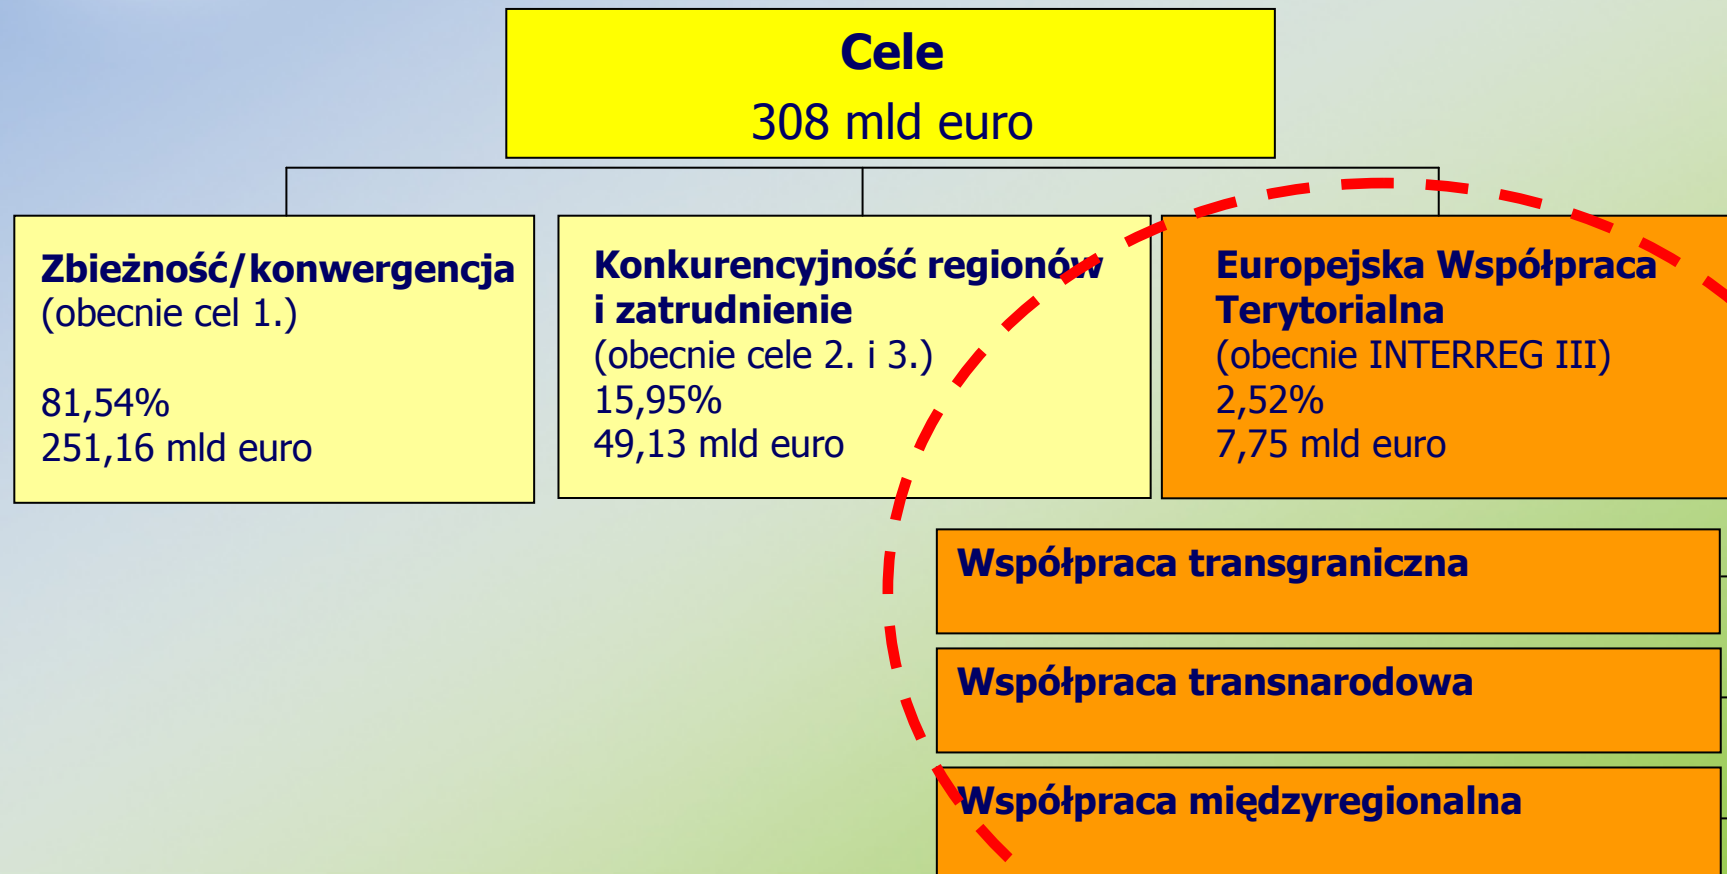 Cele
308 mld euro
Zbieżność/konwergencja
(obecnie cel 1.)
81,54%
251,16 mld euro
Konkurencyjność regionów
i zatrudnienie
(obecnie cele 2. i 3.)
15,95%
49,13 mld euro
Europejska Współpraca
Terytorialna
(obecnie INTERREG III)
2,52%
7,75 mld euro
Współpraca transgraniczna
Współpraca transnarodowa
Współpraca międzyregionalna